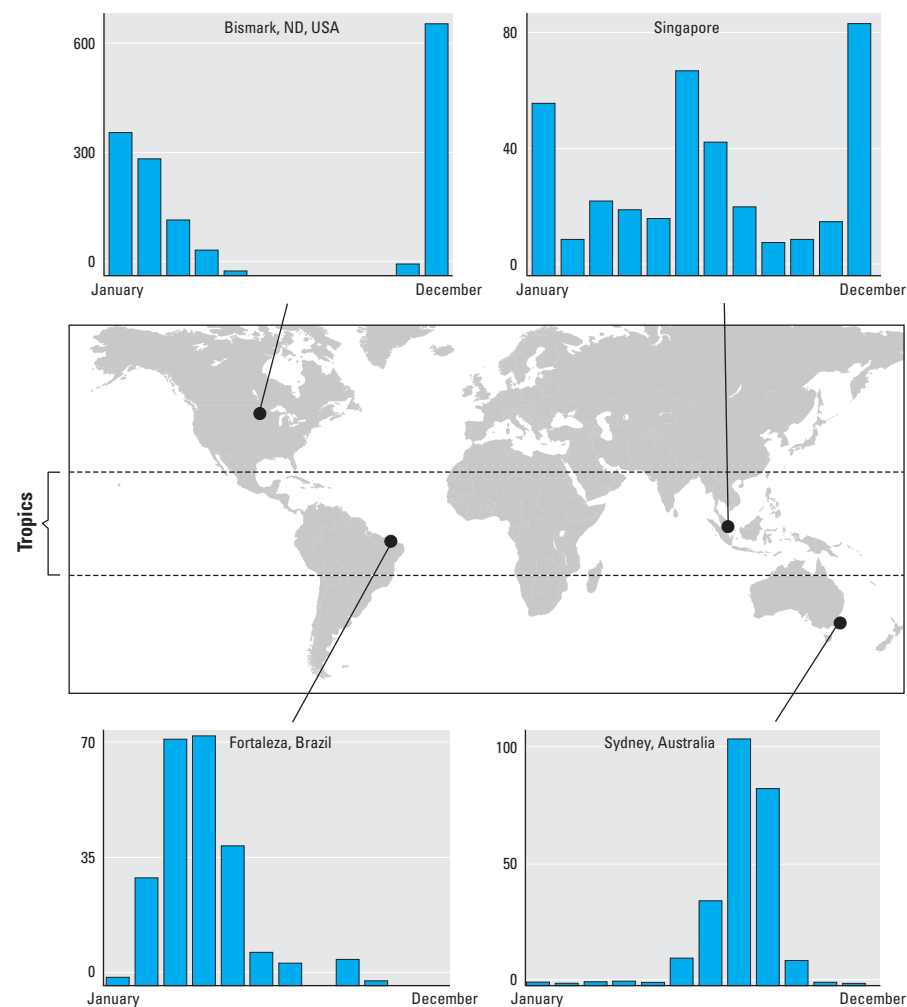 Bismark, ND, USA
600
300
0
January
December
Singapore
80
40
0
January
December
Tropics
Fortaleza, Brazil
70
35
0
January
December
Sydney, Australia
100
50
0
January
December